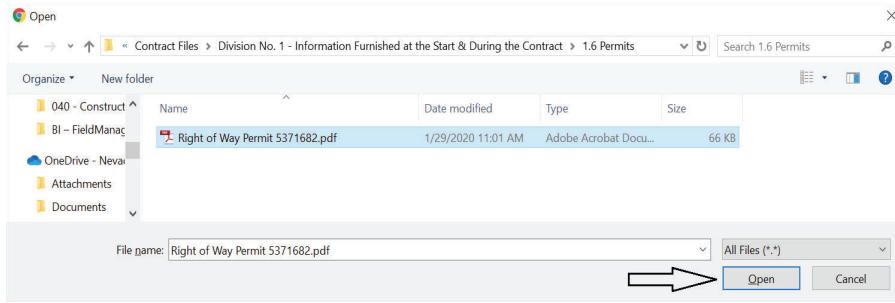 Open
« Contract Files > Division No. 1 - Information Furnished at the Start & During the Contract > 1.6 Permits Search 1.6 Permits
Organize New folder
040 - Construct Name Date modified Type Size
BI – FieldManag Right of Way Permit 5371682.pdf 1/29/2020 11:01 AM Adobe Acrobat Docu... 66 KB
OneDrive - Neva
Attachments
Documents
File name: Right of Way Permit 5371682.pdf All Files (*.*)
Open Cancel